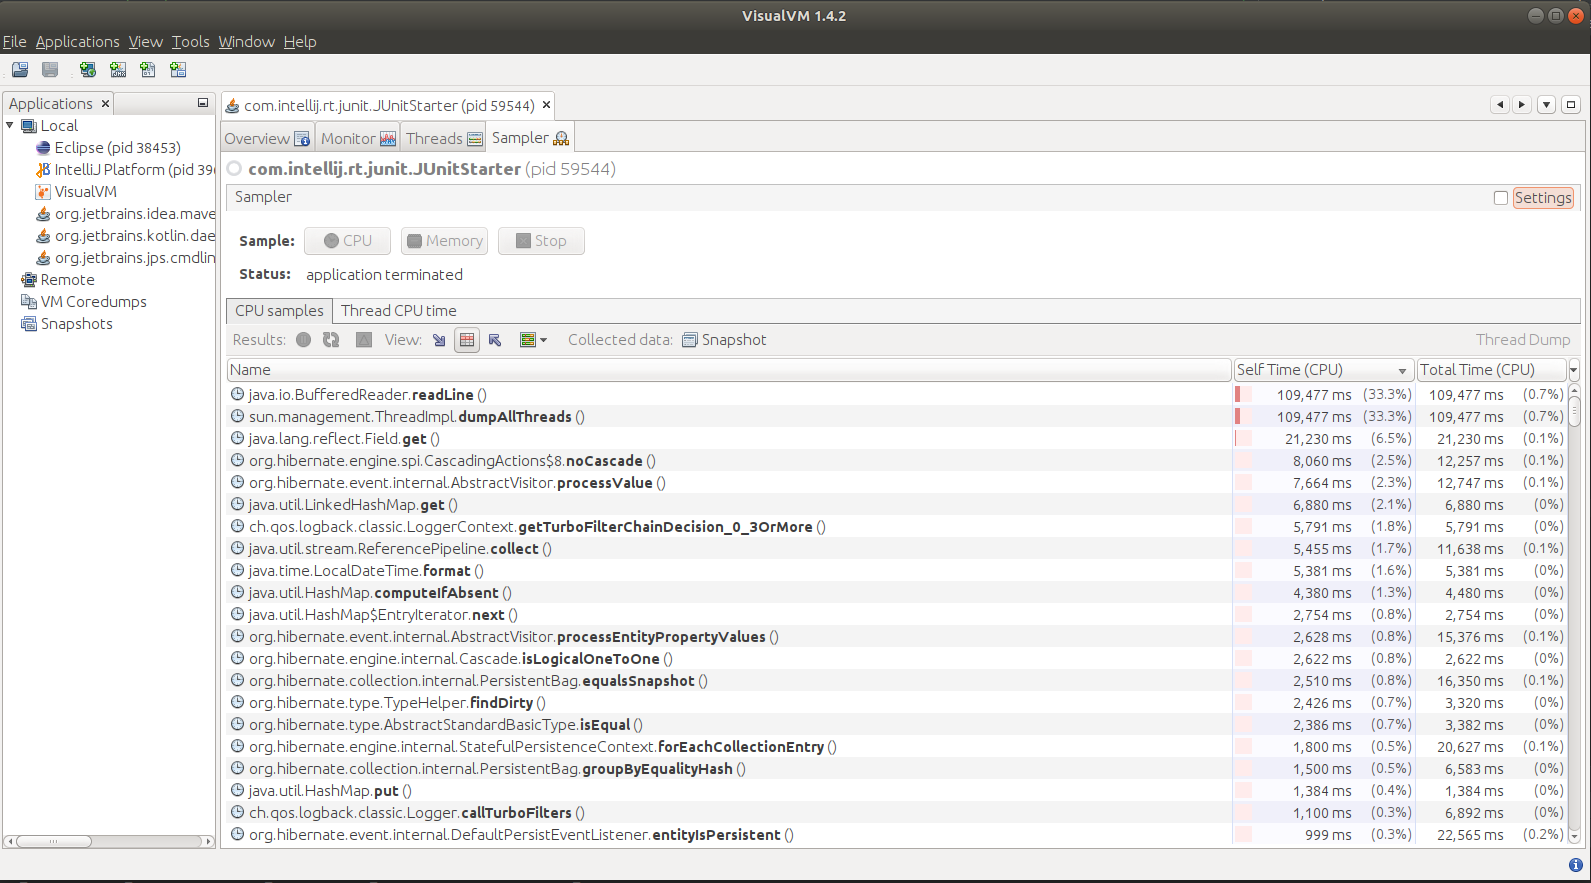 VisualVM 1.4.2
File Applications View Tools Window Help
Applications ×
Local
Eclipse (pid 38453)
IntelliJ Platform (pid 396
VisualVM
org.jetbrains.idea.mave
org.jetbrains.kotlin.dae
org.jetbrains.jps.cmdlin
Remote
VM Coredumps
Snapshots
com.intellij.rt.junit.JUnitStarter (pid 59544) ×
Overview Monitor Threads Sampler
com.intellij.rt.junit.JUnitStarter (pid 59544)
Sampler Settings
Sample: CPU Memory Stop
Status: application terminated
CPU samples Thread CPU time
Results: View: Collected data: Snapshot Thread Dump
Name Self Time (CPU) Total Time (CPU)
java.io.BufferedReader.readLine () 109,477 ms (33.3%) 109,477 ms (0.7%)
sun.management.ThreadImpl.dumpAllThreads () 109,477 ms (33.3%) 109,477 ms (0.7%)
java.lang.reflect.Field.get () 21,230 ms (6.5%) 21,230 ms (0.1%)
org.hibernate.engine.spi.CascadingActions$8.noCascade () 8,060 ms (2.5%) 12,257 ms (0.1%)
org.hibernate.event.internal.AbstractVisitor.processValue () 7,664 ms (2.3%) 12,747 ms (0.1%)
java.util.LinkedHashMap.get () 6,880 ms (2.1%) 6,880 ms (0%)
ch.qos.logback.classic.LoggerContext.getTurboFilterChainDecision_0_3OrMore () 5,791 ms (1.8%) 5,791 ms (0%)
java.util.stream.ReferencePipeline.collect () 5,455 ms (1.7%) 11,638 ms (0.1%)
java.time.LocalDateTime.format () 5,381 ms (1.6%) 5,381 ms (0%)
java.util.HashMap.computeIfAbsent () 4,380 ms (1.3%) 4,480 ms (0%)
java.util.HashMap$EntryIterator.next () 2,754 ms (0.8%) 2,754 ms (0%)
org.hibernate.event.internal.AbstractVisitor.processEntityPropertyValues () 2,628 ms (0.8%) 15,376 ms (0.1%)
org.hibernate.engine.internal.Cascade.isLogicalOneToOne () 2,622 ms (0.8%) 2,622 ms (0%)
org.hibernate.collection.internal.PersistentBag.equalsSnapshot () 2,510 ms (0.8%) 16,350 ms (0.1%)
org.hibernate.type.TypeHelper.findDirty () 2,426 ms (0.7%) 3,320 ms (0%)
org.hibernate.type.AbstractStandardBasicType.isEqual () 2,386 ms (0.7%) 3,382 ms (0%)
org.hibernate.engine.internal.StatefulPersistenceContext.forEachCollectionEntry () 1,800 ms (0.5%) 20,627 ms (0.1%)
org.hibernate.collection.internal.PersistentBag.groupByEqualityHash () 1,500 ms (0.5%) 6,583 ms (0%)
java.util.HashMap.put () 1,384 ms (0.4%) 1,384 ms (0%)
ch.qos.logback.classic.Logger.callTurboFilters () 1,100 ms (0.3%) 6,892 ms (0%)
org.hibernate.event.internal.DefaultPersistEventListener.entityIsPersistent () 999 ms (0.3%) 22,565 ms (0.2%)